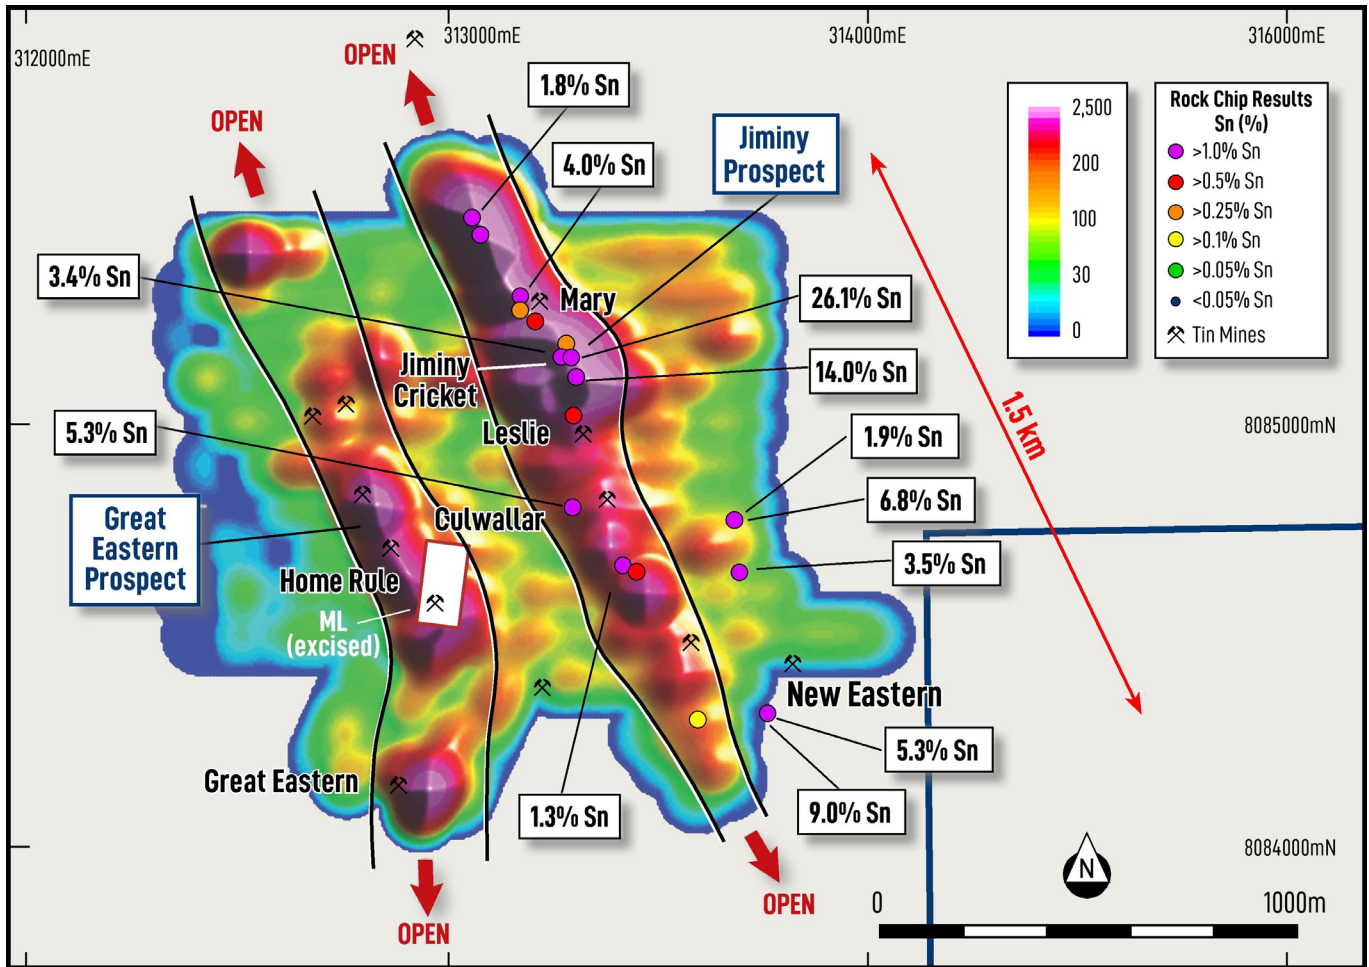 312000mE
313000mE
314000mE
316000mE
OPEN
OPEN
1.8% Sn
4.0% Sn
Jiminy
Prospect
2,500
200
100
30
0
Rock Chip Results
Sn (%)
>1.0% Sn
>0.5% Sn
>0.25% Sn
>0.1% Sn
>0.05% Sn
<0.05% Sn
Tin Mines
3.4% Sn
Mary
26.1% Sn
Jiminy
Cricket
14.0% Sn
1.5 km
5.3% Sn
Leslie
1.9% Sn
8085000mN
6.8% Sn
Great
Eastern
Prospect
Culwallar
3.5% Sn
Home Rule
ML
(excised)
New Eastern
5.3% Sn
Great Eastern
1.3% Sn
9.0% Sn
8084000mN
N
OPEN
OPEN
0
1000m